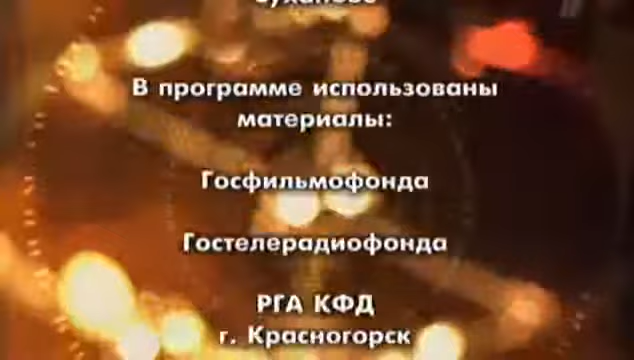 В программе использованы
материалы:
Госфильмофонда
Гостелерадиофонда
РГА КФД
г. Красногорск